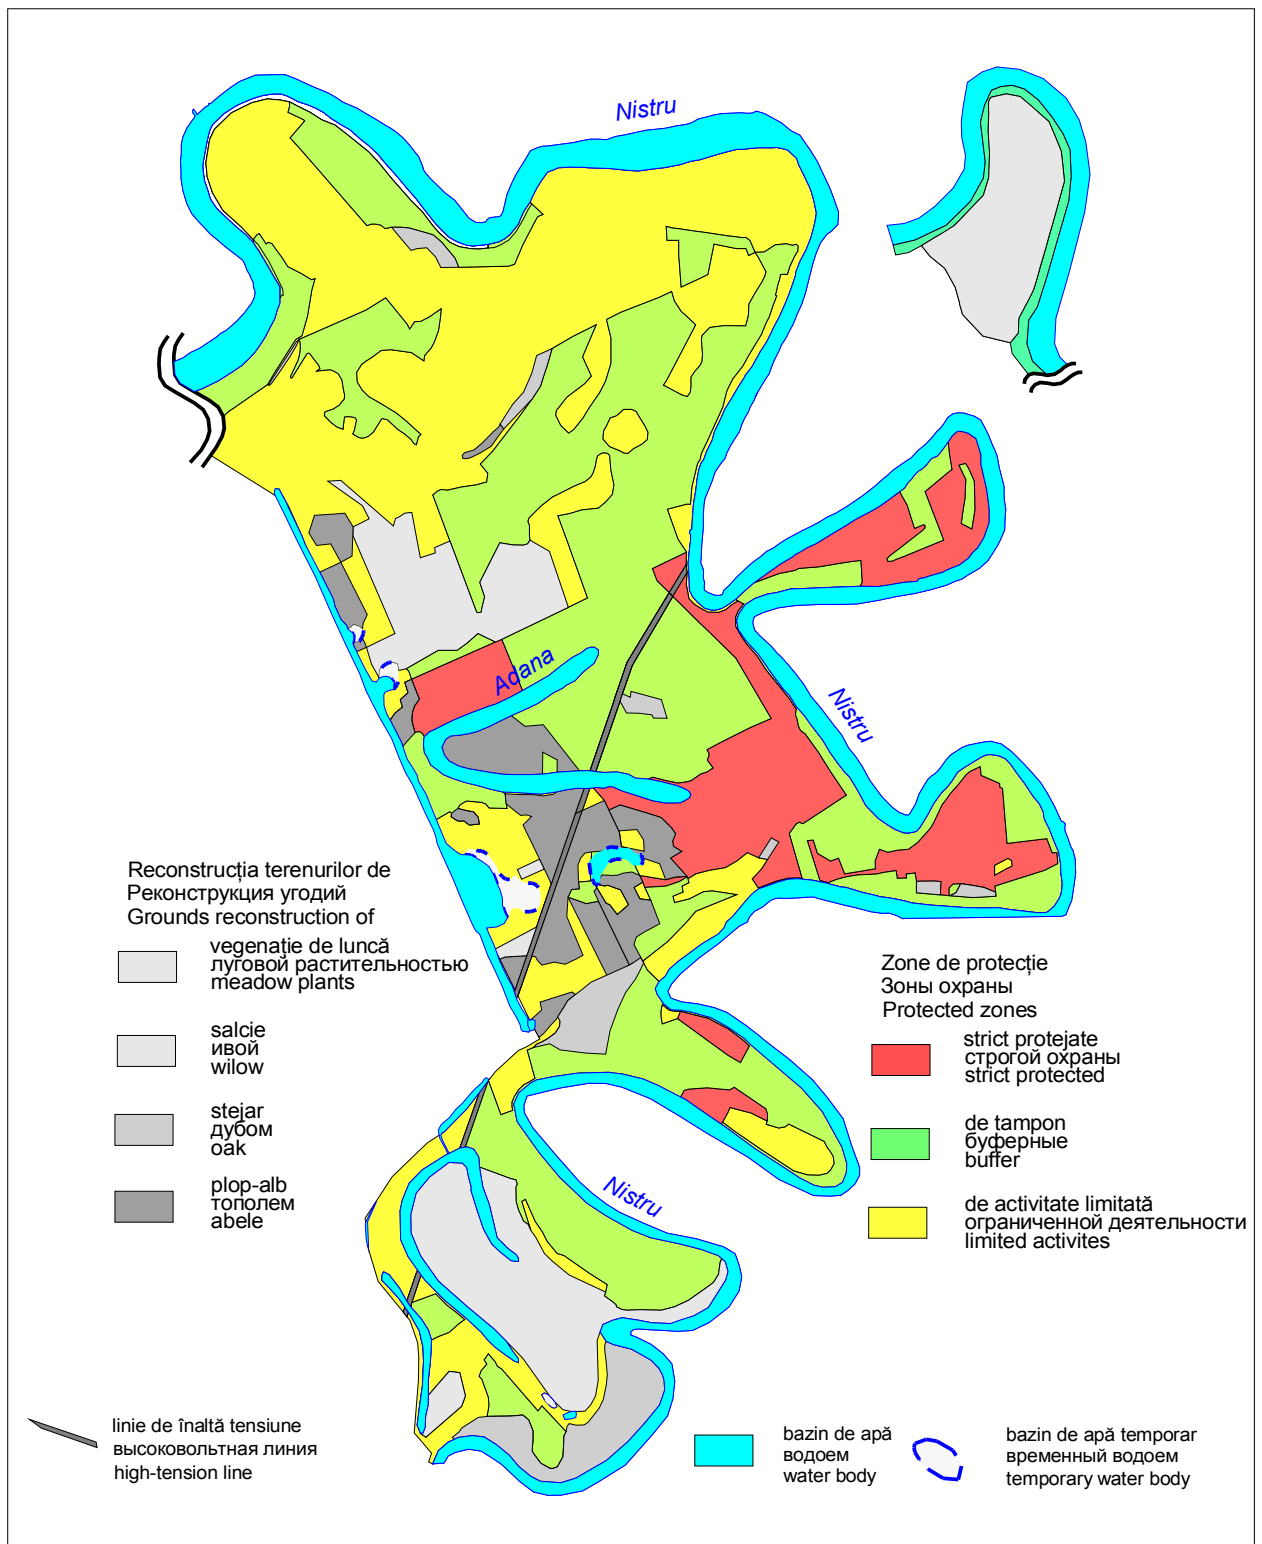 Nistru
Adana
Nistru
Reconstrucția terenurilor de
Реконструкция угодий
Grounds reconstruction of
vegenație de luncă
луговой растительностью
meadow plants
salcie
ивой
wilow
stejar
дубом
oak
plop-alb
тополем
abele
Zone de protecție
Зоны охраны
Protected zones
strict protejate
строгой охраны
strict protected
de tampon
буферные
buffer
de activitate limitată
ограниченной деятельности
limited activites
Nistru
linie de înaltă tensiune
высоковольтная линия
high-tension line
bazin de apă
водоем
water body
bazin de apă temporar
временный водоем
temporary water body